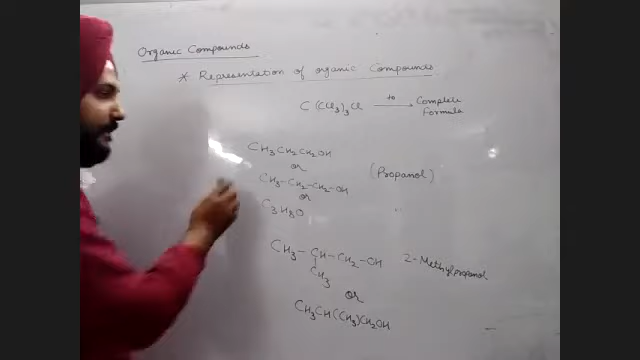 Organic Compounds
* Representation of organic Compounds
C (CH3)3Cl to → Complete Formula
CH3CH2CH2OH
or
CH3-CH2-CH2-OH (Propanol)
or
C3H8O
CH3-CH-CH2-OH 2-Methylpropanol
CH3
or
CH3CH(CH3)CH2OH